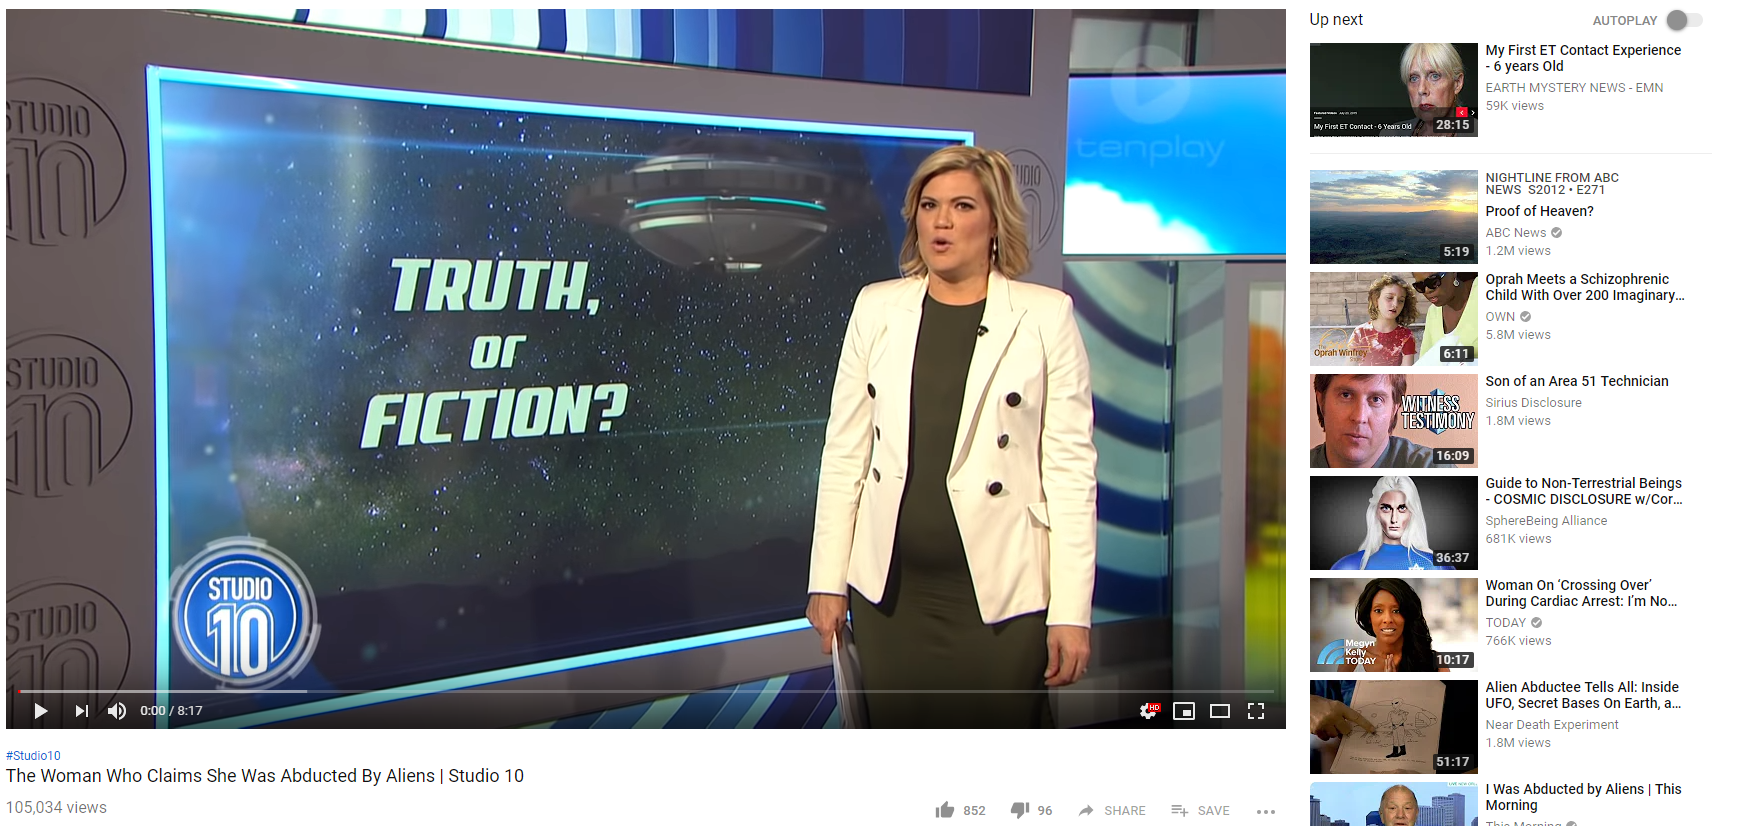 STUDIO
10
STUDIO
10
STUDIO
10
TRUTH,
OF
FICTION?
STUDIO
10
tenplay
UDIO
0:00 / 8:17
HD
#Studio10
The Woman Who Claims She Was Abducted By Aliens | Studio 10
105,034 views
852
96
SHARE
SAVE
Up next
AUTOPLAY
My First ET Contact - 6 Years Old
28:15
My First ET Contact Experience
- 6 years Old
EARTH MYSTERY NEWS - EMN
59K views
5:19
NIGHTLINE FROM ABC
NEWS S2012 • E271
Proof of Heaven?
ABC News
1.2M views
The
Oprah Winfrey
6:11
Oprah Meets a Schizophrenic
Child With Over 200 Imaginary...
OWN
5.8M views
WITNESS
TESTIMONY
16:09
Son of an Area 51 Technician
Sirius Disclosure
1.8M views
36:37
Guide to Non-Terrestrial Beings
- COSMIC DISCLOSURE w/Cor...
SphereBeing Alliance
681K views
Megyn
Kelly
TODAY
10:17
Woman On ‘Crossing Over’
During Cardiac Arrest: I’m No...
TODAY
766K views
51:17
Alien Abductee Tells All: Inside
UFO, Secret Bases On Earth, a...
Near Death Experiment
1.8M views
I Was Abducted by Aliens | This
Morning
This Morning